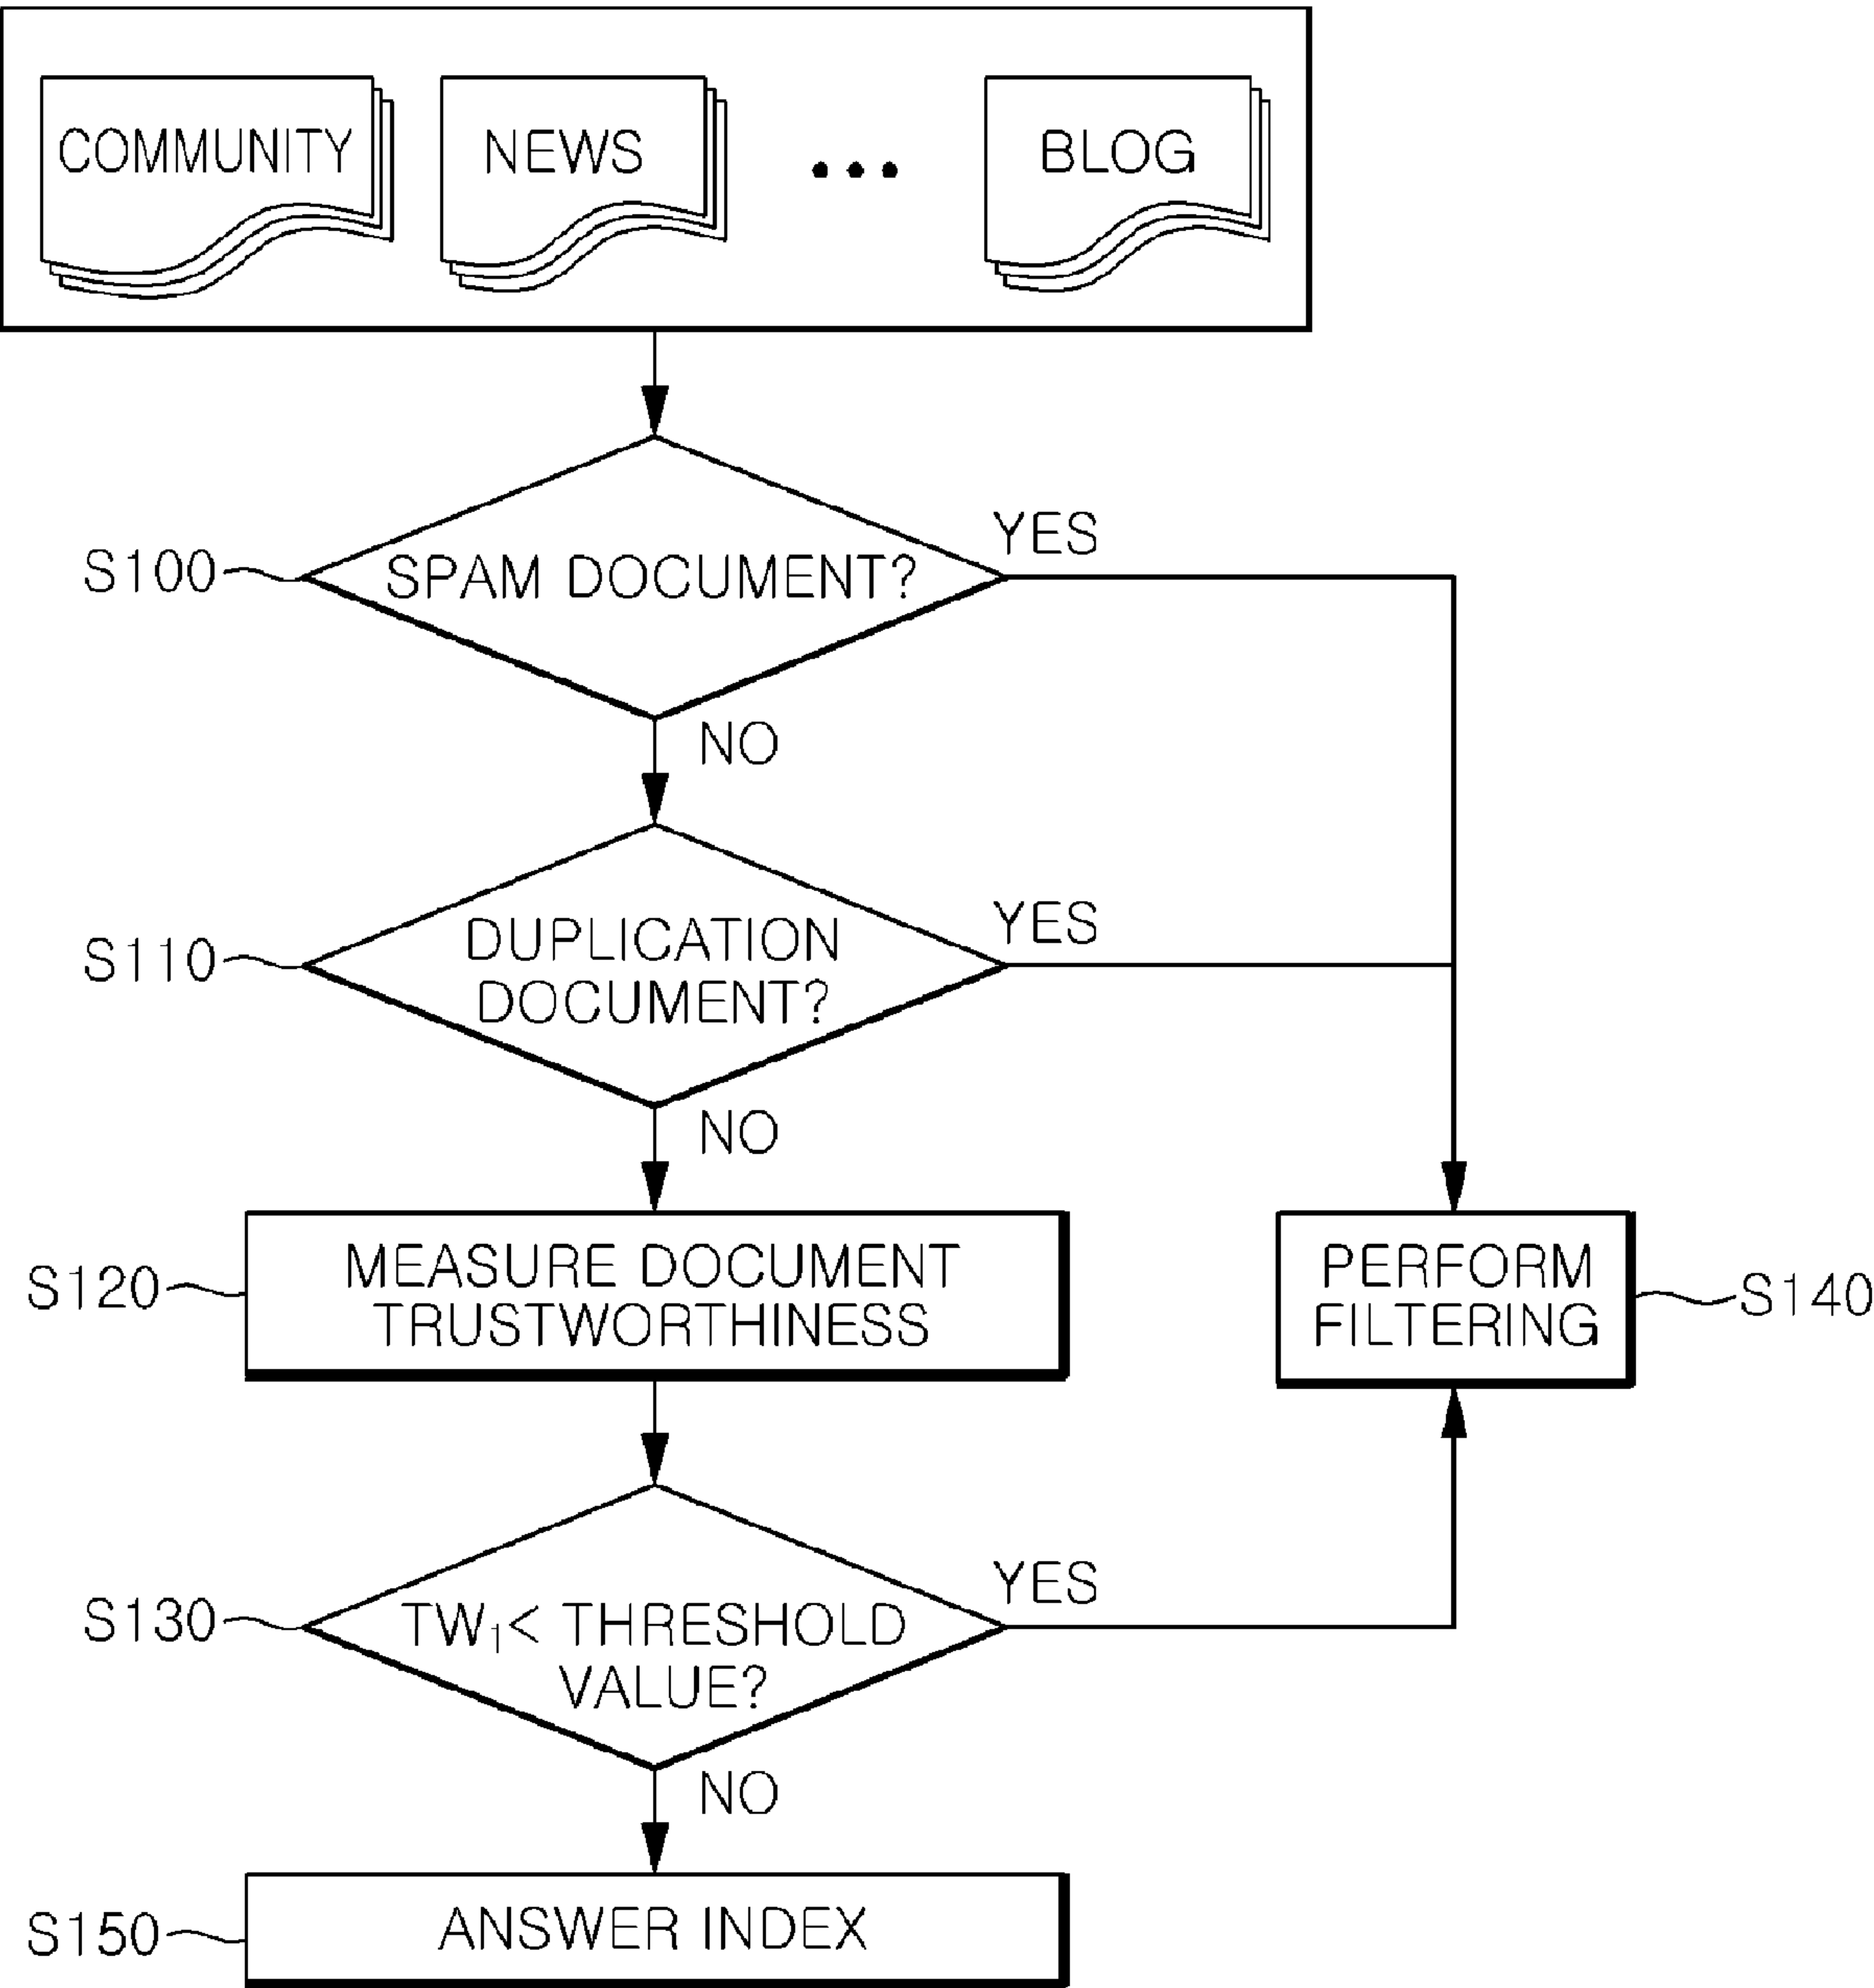 COMMUNITY
NEWS
•••
BLOG
YES
S100
SPAM DOCUMENT?
NO
YES
S110
DUPLICATION
DOCUMENT?
NO
S120
MEASURE DOCUMENT
TRUSTWORTHINESS
PERFORM
FILTERING
S140
YES
S130
TW₁< THRESHOLD
VALUE?
NO
S150
ANSWER INDEX